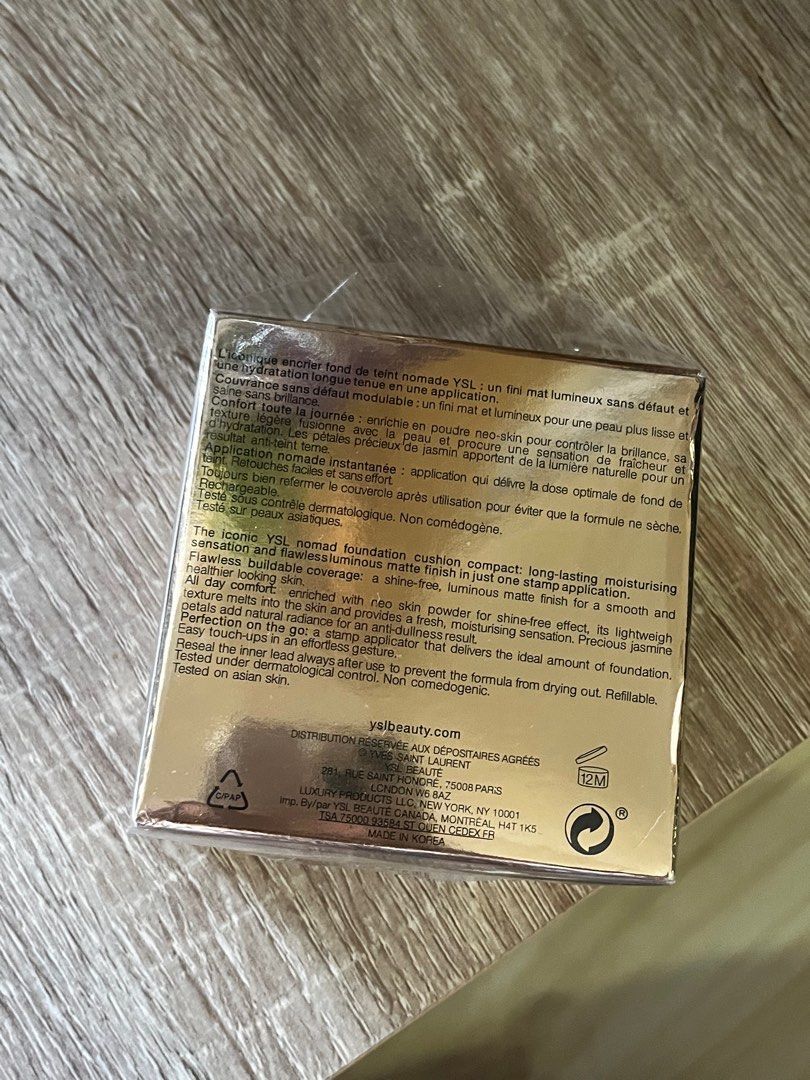 L'iconique encrier fond de teint nomade YSL : un fini mat lumineux sans défaut et
une hydratation longue tenue en une application.
Couvrance sans défaut modulable : un fini mat et lumineux pour une peau plus lisse et
saine sans brillance.
Confort toute la journée : enrichie en poudre neo-skin pour contrôler la brillance, sa
texture légère fusionne avec la peau et procure une sensation de fraîcheur et
d'hydratation. Les pétales précieux de jasmin apportent de la lumière naturelle pour un
résultat anti-teint terne.
Application nomade instantanée : application qui délivre la dose optimale de fond de
teint. Retouches faciles et sans effort.
Toujours bien refermer le couvercle après utilisation pour éviter que la formule ne sèche.
Rechargeable.
Testé sous contrôle dermatologique. Non comédogène.
Testé sur peaux asiatiques.
The iconic YSL nomad foundation cushion compact: long-lasting moisturising
sensation and flawless luminous matte finish in just one stamp application.
Flawless buildable coverage: a shine-free, luminous matte finish for a smooth and
healthier looking skin.
All day comfort: enriched with neo skin powder for shine-free effect, its lightweigh
texture melts into the skin and provides a fresh, moisturising sensation. Precious jasmine
petals add natural radiance for an anti-dullness result.
Perfection on the go: a stamp applicator that delivers the ideal amount of foundation.
Easy touch-ups in an effortless gesture.
Reseal the inner lead always after use to prevent the formula from drying out. Refillable.
Tested under dermatological control. Non comedogenic.
Tested on asian skin.
yslbeauty.com
DISTRIBUTION RÉSERVÉE AUX DÉPOSITAIRES AGRÉÉS
© YVES SAINT LAURENT
YSL BEAUTÉ
281, RUE SAINT HONORÉ, 75008 PARIS
LONDON W6 8AZ
LUXURY PRODUCTS LLC, NEW YORK, NY 10001
Imp. By/par YSL BEAUTÉ CANADA, MONTRÉAL, H4T 1K5
TSA 75000 93584 ST OUEN CEDEX FR
MADE IN KOREA
C/PAP
12M
®